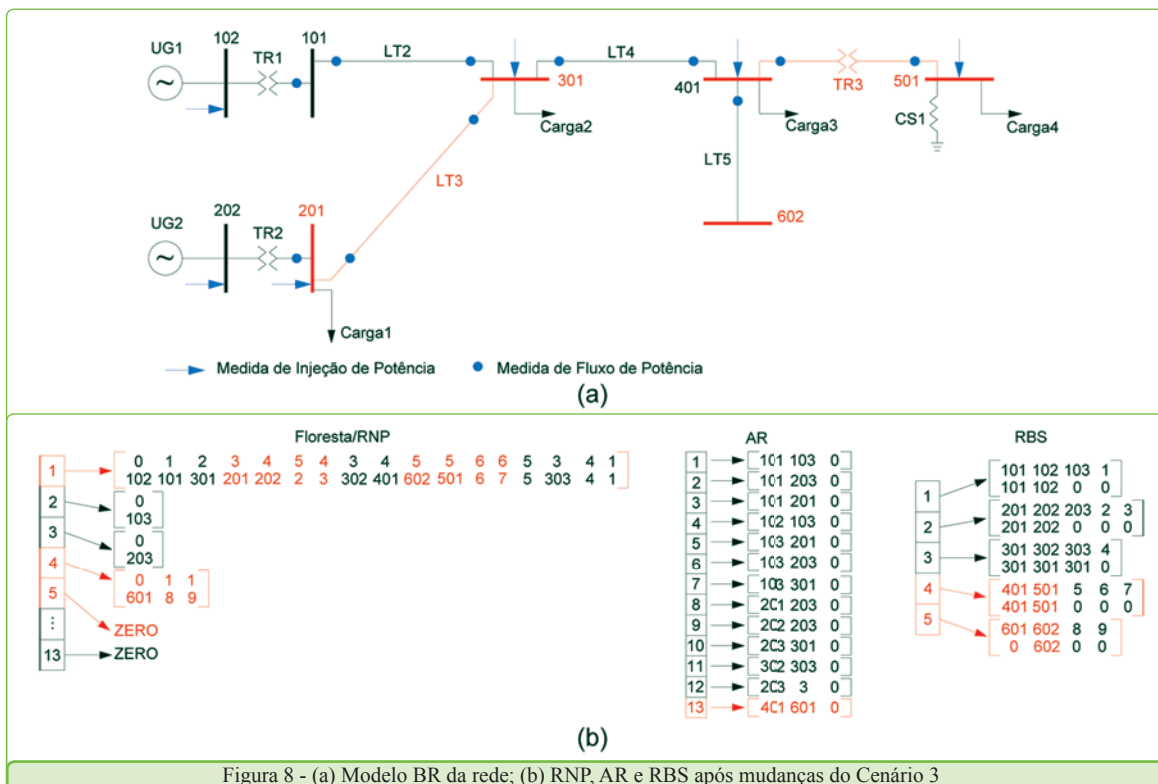 UG1
102
TR1
101
LT2
301
Carga2
LT4
401
Carga3
TR3
501
CS1
Carga4
LT3
LT5
602
UG2
202
TR2
201
Carga1
Medida de Injeção de Potência
Medida de Fluxo de Potência
(a)
Floresta/RNP
1
0 1 2 3 4 5 4 3 4 5 5 6 6 5 3 4 1
102 101 301 201 202 2 3 302 401 602 501 6 7 5 303 4 1
2
0
103
3
0
203
4
0 1 1
601 8 9
5
ZERO
⋮
13
ZERO
AR
1 101 103 0
2 101 203 0
3 101 201 0
4 102 103 0
5 103 201 0
6 103 203 0
7 103 301 0
8 201 203 0
9 202 203 0
10 203 301 0
11 302 303 0
12 203 3 0
13 401 601 0
RBS
1
101 102 103 1
101 102 0 0
2
201 202 203 2 3
201 202 0 0 0
3
301 302 303 4
301 301 301 0
4
401 501 5 6 7
401 501 0 0 0
5
601 602 8 9
0 602 0 0
(b)
Figura 8 - (a) Modelo BR da rede; (b) RNP, AR e RBS após mudanças do Cenário 3